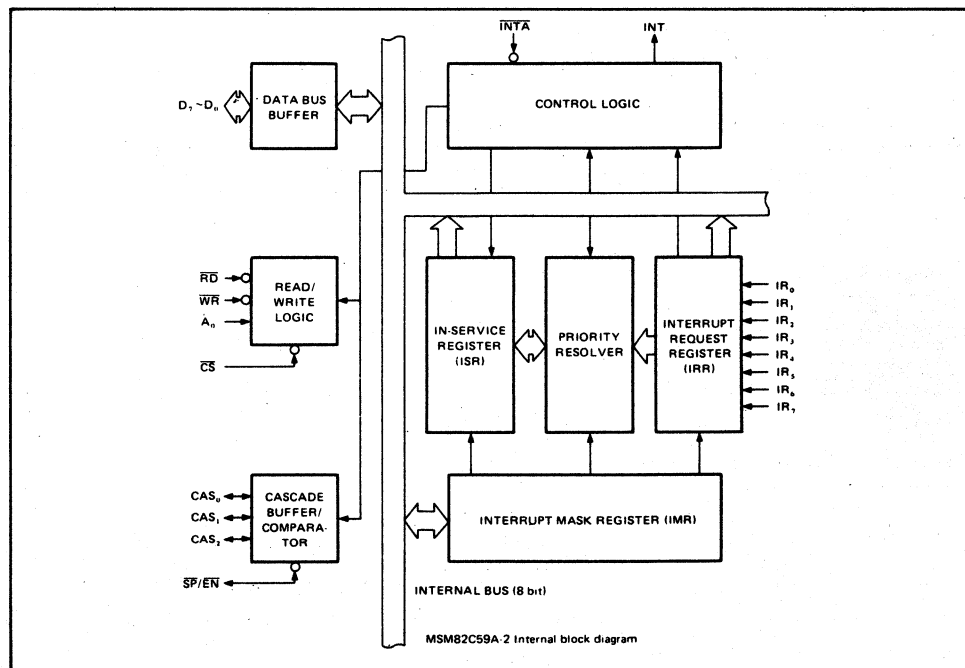 INTA
INT
D₇ ~D₀
DATA BUS
BUFFER
CONTROL LOGIC
RD
WR
A₀
CS
READ/
WRITE
LOGIC
IN-SERVICE
REGISTER
(ISR)
PRIORITY
RESOLVER
INTERRUPT
REQUEST
REGISTER
(IRR)
IR₀
IR₁
IR₂
IR₃
IR₄
IR₅
IR₆
IR₇
CAS₀
CAS₁
CAS₂
SP/EN
CASCADE
BUFFER/
COMPARA-
TOR
INTERRUPT MASK REGISTER (IMR)
INTERNAL BUS (8 bit)
MSM82C59A-2 Internal block diagram